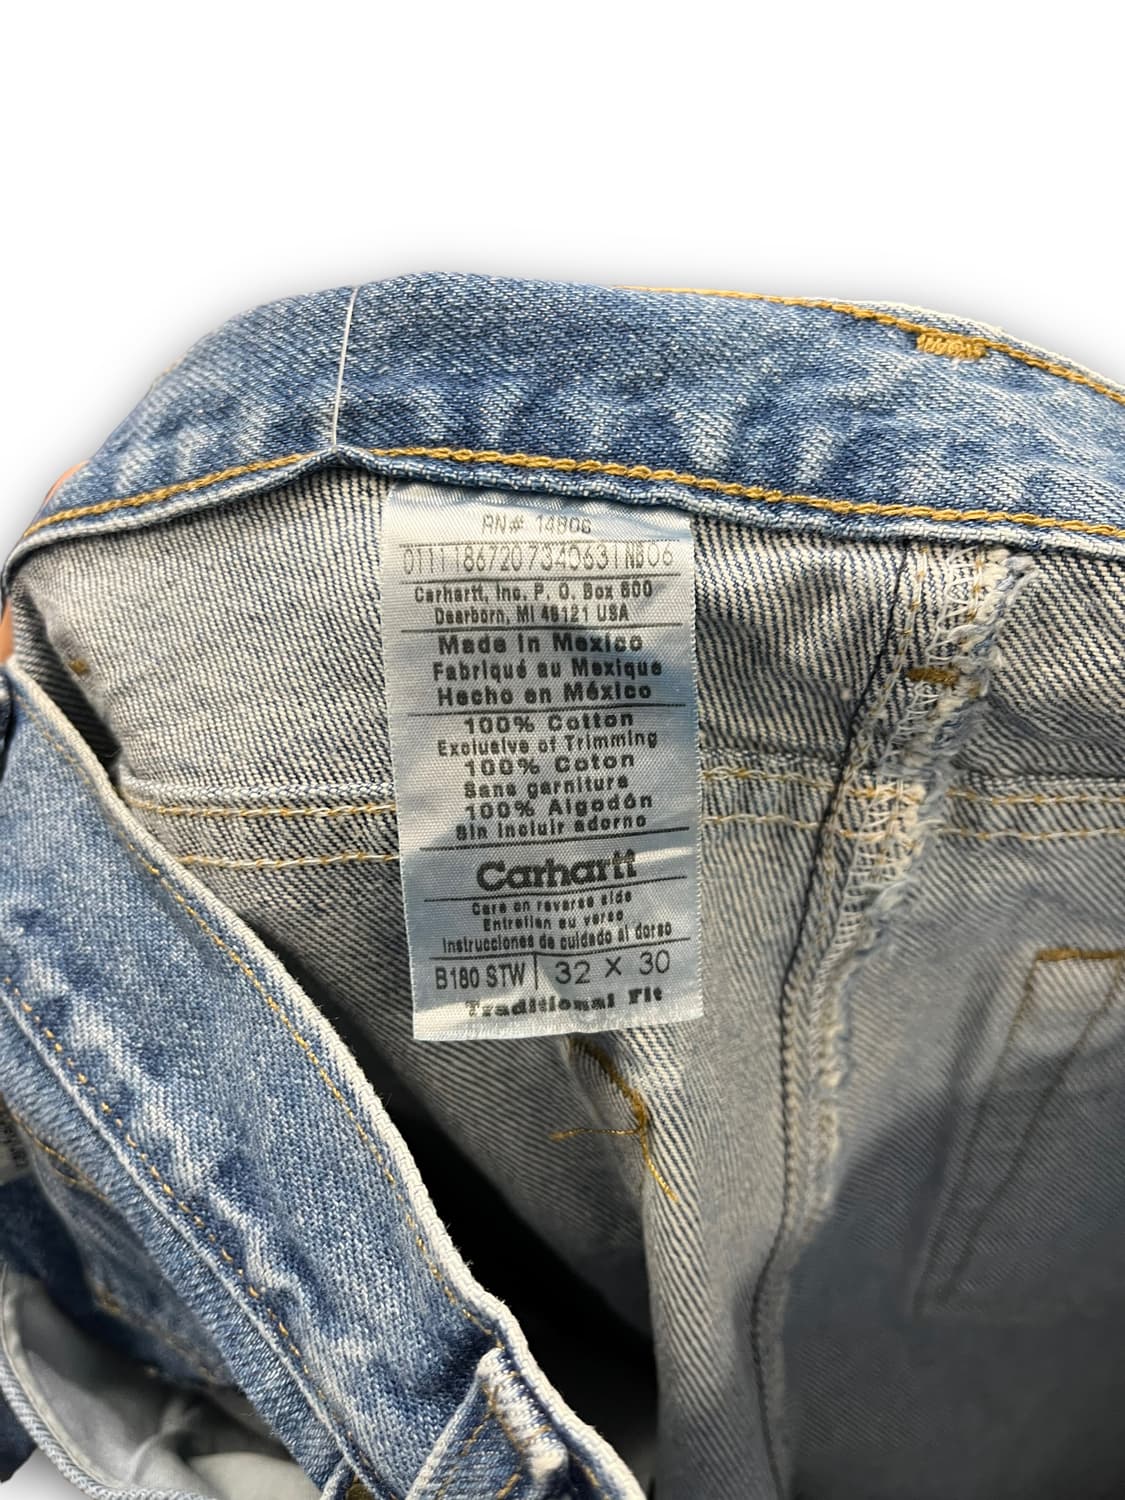 RN# 14806
01111867207340631NB06
Carhartt, Inc. P. O. Box 600
Dearborn, MI 48121 USA
Made in Mexico
Fabriqué au Mexique
Hecho en México
100% Cotton
Exclusive of Trimming
100% Coton
Sans garniture
100% Algodón
Sin incluir adorno
Carhartt
Care on reverse side
Entretien au verso
Instrucciones de cuidado al dorso
B180 STW | 32 X 30
Traditional Fit